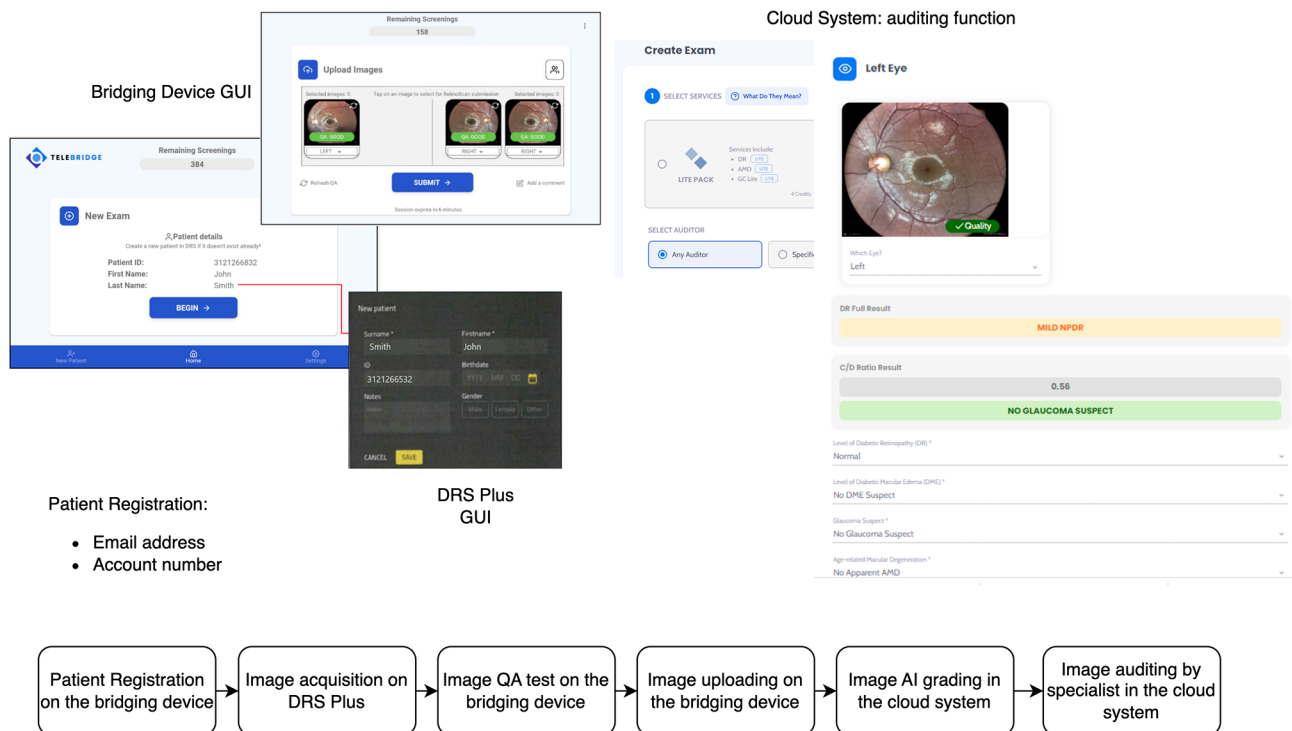 Cloud System: auditing function
Bridging Device GUI
Remaining Screenings
158
Upload Images
Selected images: 0
Tap on an image to select for RetinoScan submission
Selected images: 0
QA: GOOD
QA: GOOD
QA: GOOD
LEFT
RIGHT
RIGHT
Refresh QA
SUBMIT →
Add a comment
Session expires in 6 minutes.
TELEBRIDGE
Remaining Screenings
384
New Exam
Patient details
Create a new patient in DRS if it doesn't exist already*
Patient ID: 3121266832
First Name: John
Last Name: Smith
BEGIN →
New Patient
Home
Settings
New patient
Surname *
Smith
Firstname *
John
ID
3121266532
Birthdate
YYYY - MM - DD
Notes
Notes
Gender
Male
Female
Other
CANCEL
SAVE
DRS Plus
GUI
Patient Registration:
• Email address
• Account number
Create Exam
1 SELECT SERVICES
What Do They Mean?
LITE PACK
Services Include:
• DR LITE
• AMD LITE
• GC Lite LITE
4 Credits
SELECT AUDITOR
Any Auditor
Specifi
Left Eye
Quality
Which Eye?
Left
DR Full Result
MILD NPDR
C/D Ratio Result
0.56
NO GLAUCOMA SUSPECT
Level of Diabetic Retinopathy (DR) *
Normal
Level of Diabetic Macular Edema (DME) *
No DME Suspect
Glaucoma Suspect *
No Glaucoma Suspect
Age-related Macular Degeneration *
No Apparent AMD
Patient Registration
on the bridging device
Image acquisition on
DRS Plus
Image QA test on the
bridging device
Image uploading on
the bridging device
Image AI grading in
the cloud system
Image auditing by
specialist in the cloud
system